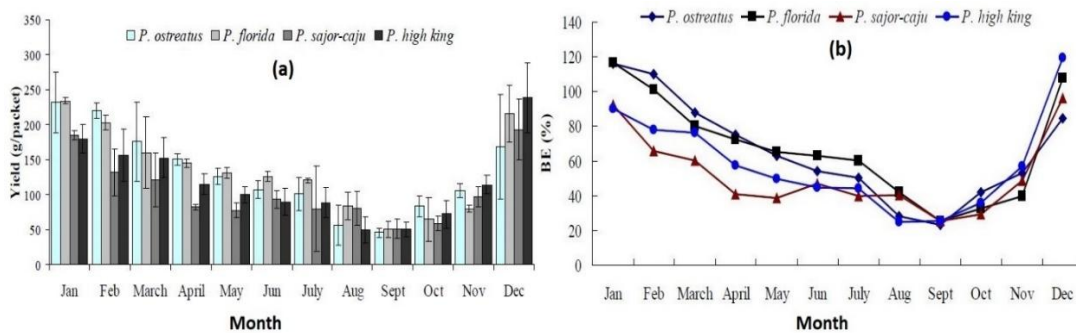 P. ostreatus P. florida P. sajor-caju P. high king
(a)
Yield (g/packet)
350
300
250
200
150
100
50
0
Jan Feb March April May Jun July Aug Sept Oct Nov Dec
Month
P. ostreatus P. florida P. sajor-caju P. high king
(b)
BE (%)
140
120
100
80
60
40
20
0
Jan Feb March April May Jun July Aug Sept Oct Nov Dec
Month